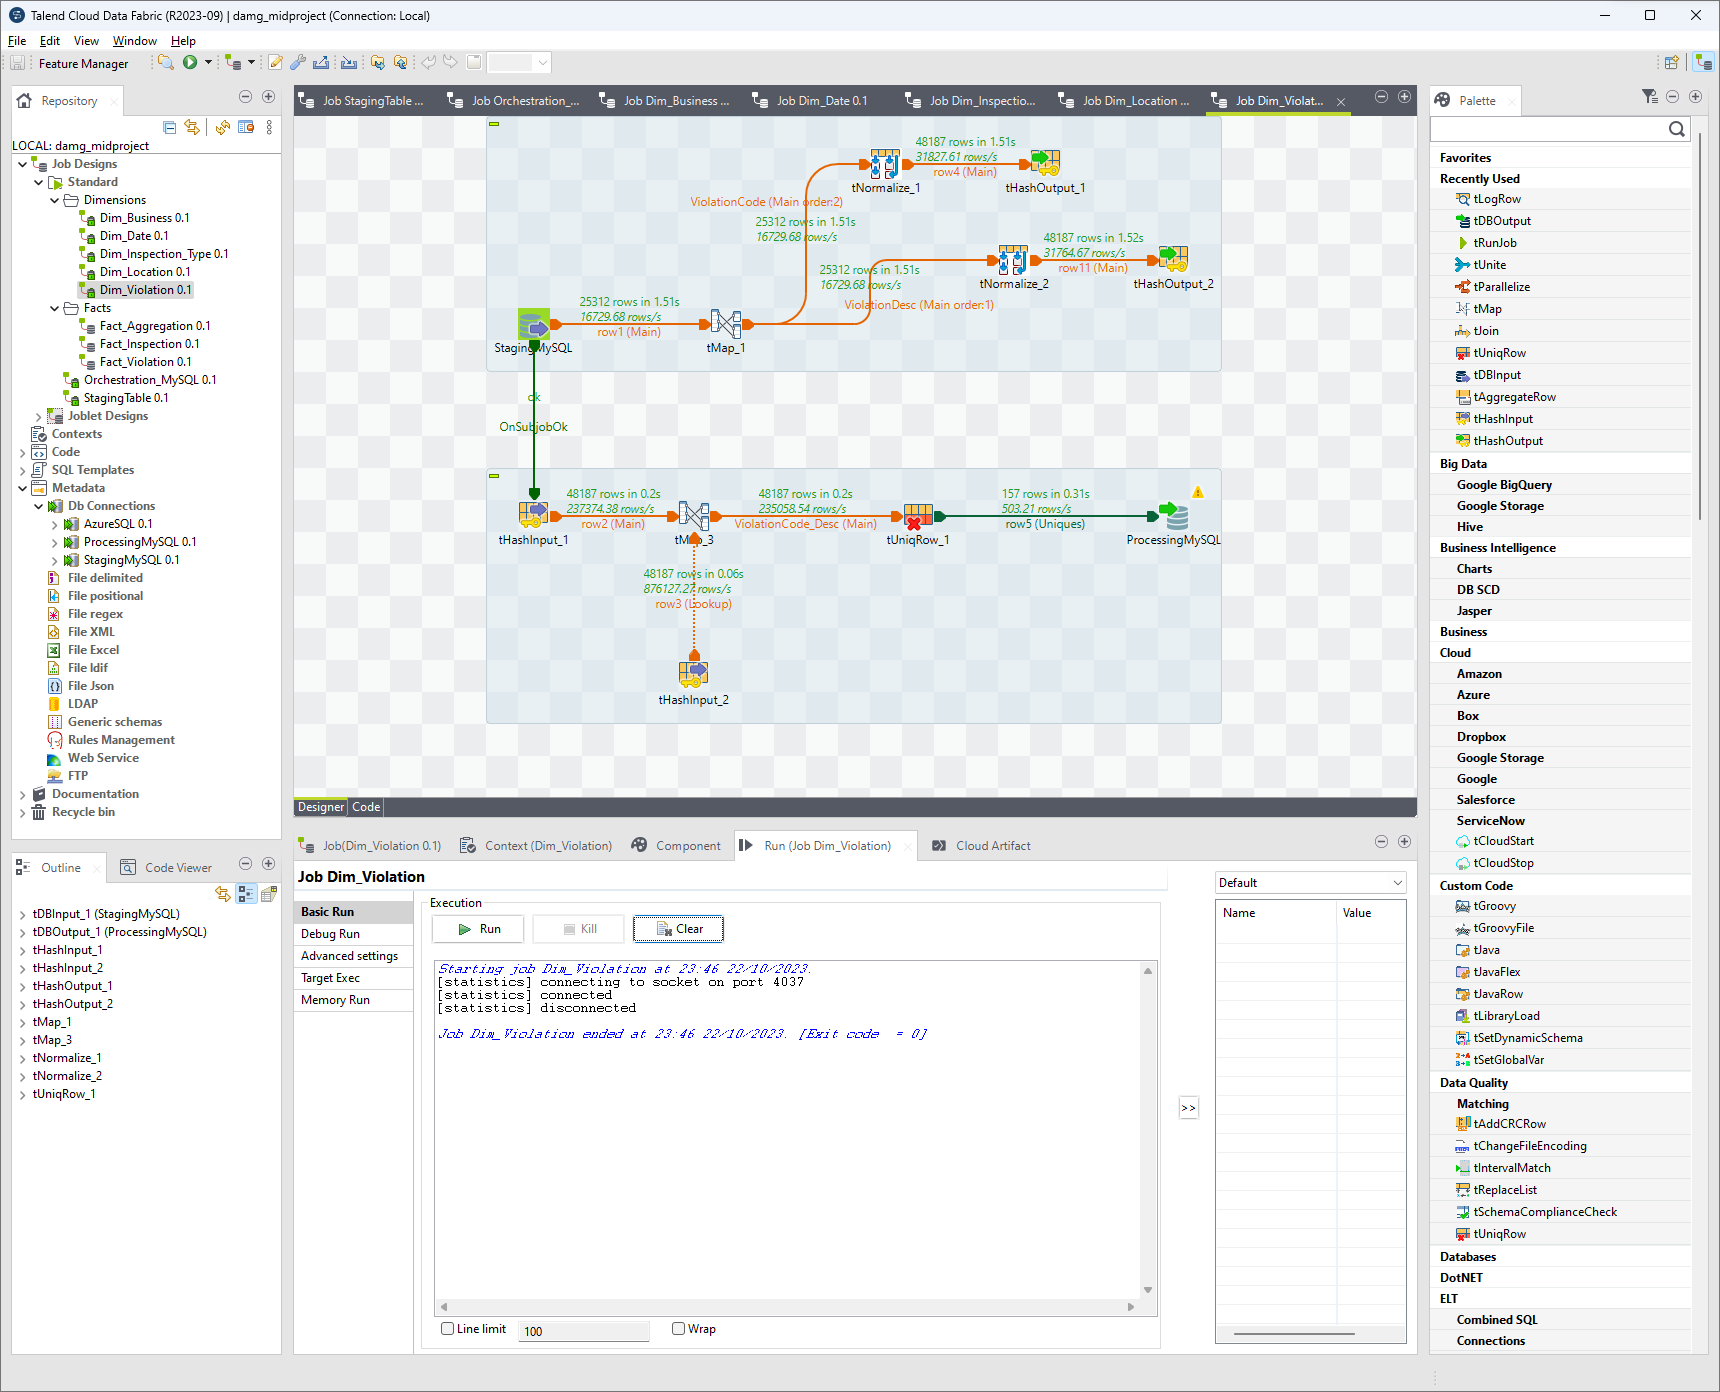 Talend Cloud Data Fabric (R2023-09) | damg_midproject (Connection: Local)
File Edit View Window Help
Feature Manager
Repository
LOCAL: damg_midproject
Job Designs
Standard
Dimensions
Dim_Business 0.1
Dim_Date 0.1
Dim_Inspection_Type 0.1
Dim_Location 0.1
Dim_Violation 0.1
Facts
Fact_Aggregation 0.1
Fact_Inspection 0.1
Fact_Violation 0.1
Orchestration_MySQL 0.1
StagingTable 0.1
Joblet Designs
Contexts
Code
SQL Templates
Metadata
Db Connections
AzureSQL 0.1
ProcessingMySQL 0.1
StagingMySQL 0.1
File delimited
File positional
File regex
File XML
File Excel
File ldif
File Json
LDAP
Generic schemas
Rules Management
Web Service
FTP
Documentation
Recycle bin
Outline
Code Viewer
tDBInput_1 (StagingMySQL)
tDBOutput_1 (ProcessingMySQL)
tHashInput_1
tHashInput_2
tHashOutput_1
tHashOutput_2
tMap_1
tMap_3
tNormalize_1
tNormalize_2
tUniqRow_1
Job StagingTable ...
Job Orchestration_...
Job Dim_Business ...
Job Dim_Date 0.1
Job Dim_Inspectio...
Job Dim_Location ...
Job Dim_Violat...
48187 rows in 1.51s
31827.61 rows/s
row4 (Main)
tNormalize_1
tHashOutput_1
ViolationCode (Main order:2)
25312 rows in 1.51s
16729.68 rows/s
48187 rows in 1.52s
31764.67 rows/s
row11 (Main)
tNormalize_2
tHashOutput_2
25312 rows in 1.51s
16729.68 rows/s
ViolationDesc (Main order:1)
25312 rows in 1.51s
16729.68 rows/s
row1 (Main)
StagingMySQL
tMap_1
ok
OnSubjobOk
48187 rows in 0.2s
237374.38 rows/s
row2 (Main)
48187 rows in 0.2s
235058.54 rows/s
ViolationCode_Desc (Main)
157 rows in 0.31s
503.21 rows/s
row5 (Uniques)
tHashInput_1
tMap_3
tUniqRow_1
ProcessingMySQL
48187 rows in 0.06s
876127.27 rows/s
row3 (Lookup)
tHashInput_2
Designer Code
Job(Dim_Violation 0.1)
Context (Dim_Violation)
Component
Run (Job Dim_Violation)
Cloud Artifact
Job Dim_Violation
Basic Run
Debug Run
Advanced settings
Target Exec
Memory Run
Execution
Run
Kill
Clear
Starting job Dim_Violation at 23:46 22/10/2023.
[statistics] connecting to socket on port 4037
[statistics] connected
[statistics] disconnected
Job Dim_Violation ended at 23:46 22/10/2023. [Exit code  = 0]
Line limit
100
Wrap
>>
Default
Name Value
Palette
Favorites
Recently Used
tLogRow
tDBOutput
tRunJob
tUnite
tParallelize
tMap
tJoin
tUniqRow
tDBInput
tAggregateRow
tHashInput
tHashOutput
Big Data
Google BigQuery
Google Storage
Hive
Business Intelligence
Charts
DB SCD
Jasper
Business
Cloud
Amazon
Azure
Box
Dropbox
Google Storage
Google
Salesforce
ServiceNow
tCloudStart
tCloudStop
Custom Code
tGroovy
tGroovyFile
tJava
tJavaFlex
tJavaRow
tLibraryLoad
tSetDynamicSchema
tSetGlobalVar
Data Quality
Matching
tAddCRCRow
tChangeFileEncoding
tIntervalMatch
tReplaceList
tSchemaComplianceCheck
tUniqRow
Databases
DotNET
ELT
Combined SQL
Connections